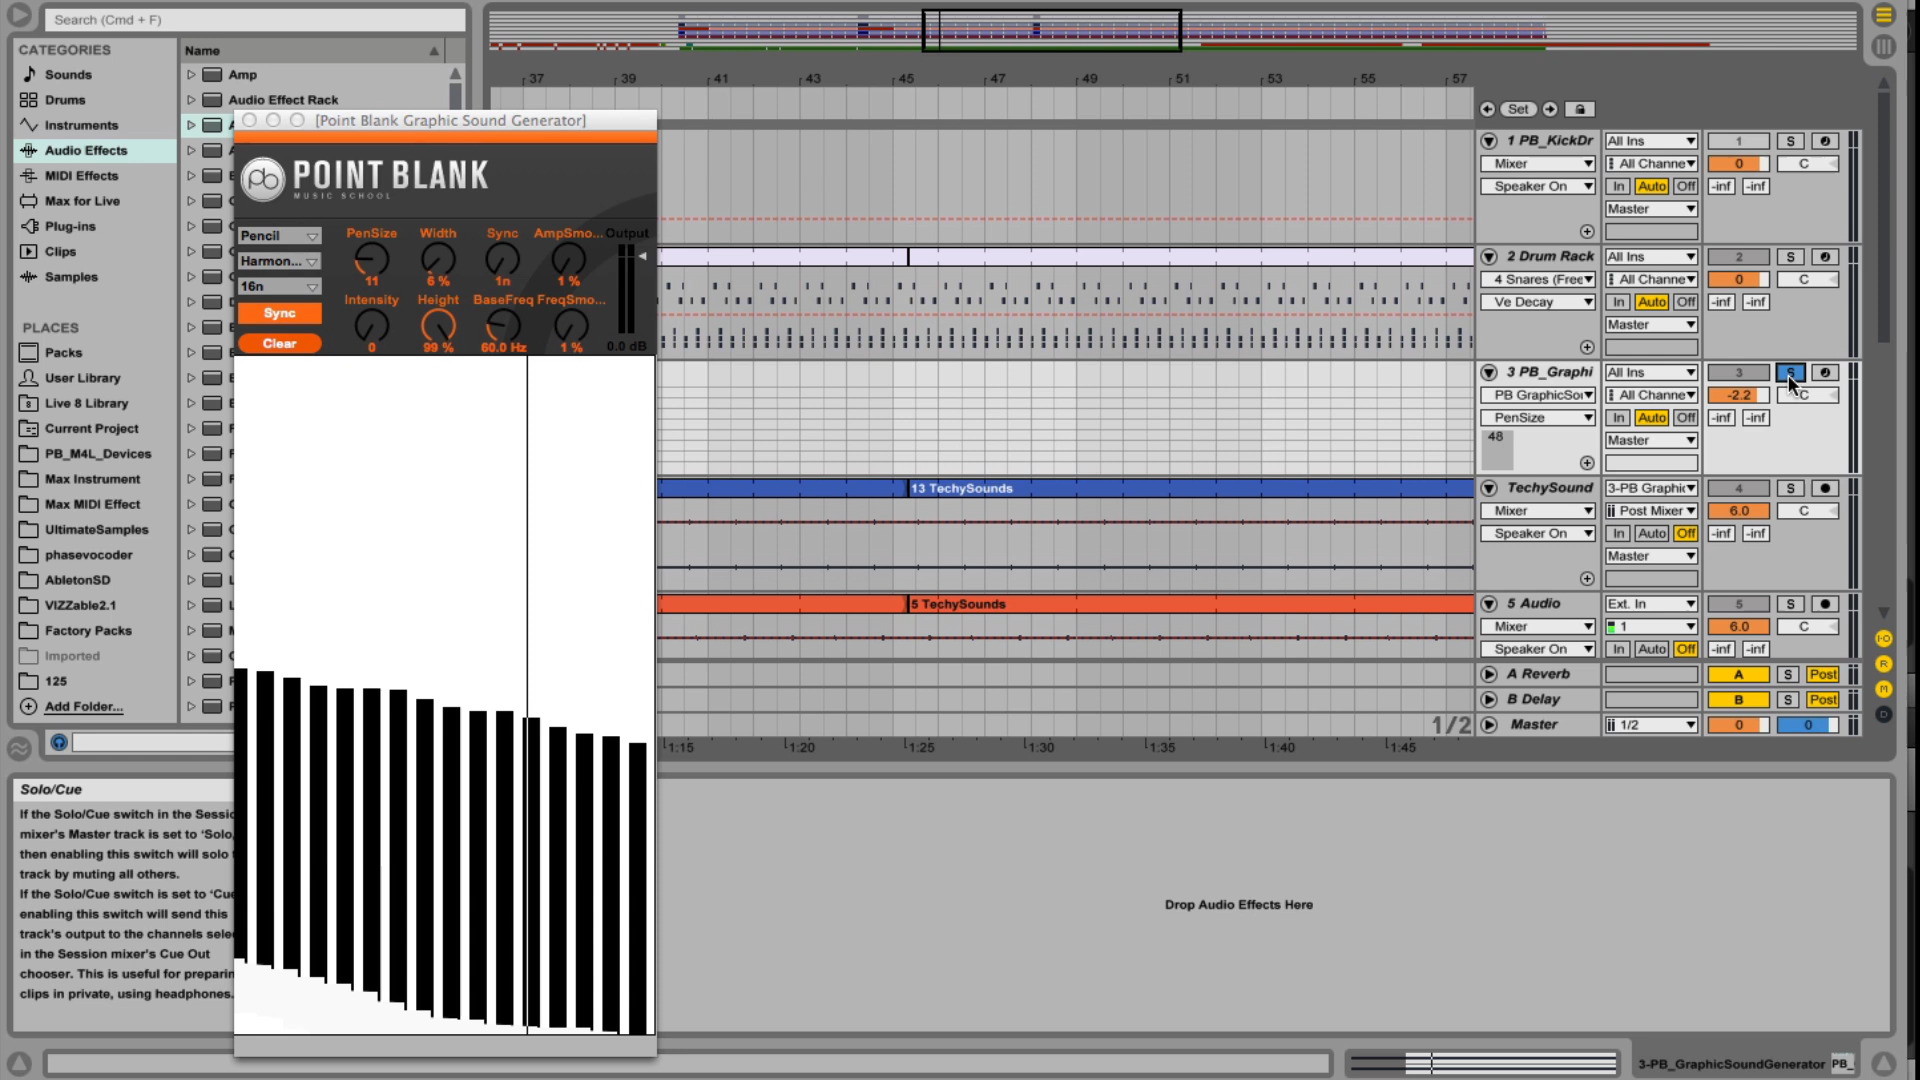 Search (Cmd + F)
CATEGORIES
Sounds
Drums
Instruments
Audio Effects
MIDI Effects
Max for Live
Plug-ins
Clips
Samples
PLACES
Packs
User Library
Live 8 Library
Current Project
PB_M4L_Devices
Max Instrument
Max MIDI Effect
UltimateSamples
phasevocoder
AbletonSD
VIZZable2.1
Factory Packs
Imported
125
Add Folder...
Name
Amp
Audio Effect Rack
[Point Blank Graphic Sound Generator]
pb POINT BLANK
MUSIC SCHOOL
Pencil
Harmon...
16n
Sync
Clear
PenSize Width Sync AmpSmo... Output
11 6 % 1n 1 %
Intensity Height BaseFreq FreqSmo...
0 99 % 60.0 Hz 1 % 0.0 dB
37 39 41 43 45 47 49 51 53 55 57
Set
1 PB_KickDr All Ins 1 S
Mixer All Channe 0 C
Speaker On In Auto Off -inf -inf
Master
2 Drum Rack All Ins 2 S
4 Snares (Free All Channe 0 C
Ve Decay In Auto Off -inf -inf
Master
3 PB_Graphi All Ins 3 S
PB GraphicSo All Channe -2.2 C
PenSize In Auto Off -inf -inf
48 Master
13 TechySounds
TechySound 3-PB Graphic 4 S
Mixer Post Mixer 6.0 C
Speaker On In Auto Off -inf -inf
Master
5 TechySounds
5 Audio Ext. In 5 S
Mixer 1 6.0 C
Speaker On In Auto Off -inf -inf
A Reverb A S Post
B Delay B S Post
1/2 Master 1/2 0 0
I-O
R
M
D
1:15 1:20 1:25 1:30 1:35 1:40 1:45
Solo/Cue
If the Solo/Cue switch in the Sessio
mixer's Master track is set to 'Solo,
then enabling this switch will solo
track by muting all others.
If the Solo/Cue switch is set to 'Cue
enabling this switch will send this
track's output to the channels sele
in the Session mixer's Cue Out
chooser. This is useful for preparin
clips in private, using headphones.
Drop Audio Effects Here
3-PB_GraphicSoundGenerator PB_